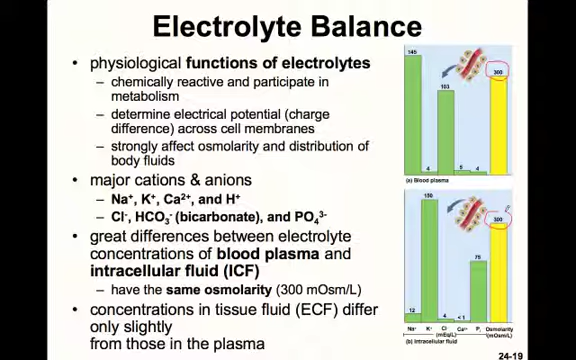 Electrolyte Balance
• physiological functions of electrolytes
– chemically reactive and participate in
metabolism
– determine electrical potential (charge
difference) across cell membranes
– strongly affect osmolarity and distribution of
body fluids
• major cations & anions
– Na⁺, K⁺, Ca²⁺, and H⁺
– Cl⁻, HCO₃⁻ (bicarbonate), and PO₄³⁻
• great differences between electrolyte
concentrations of blood plasma and
intracellular fluid (ICF)
– have the same osmolarity (300 mOsm/L)
• concentrations in tissue fluid (ECF) differ
only slightly
from those in the plasma
145
4
103
5
4
300
(a) Blood plasma
12
150
4
< 1
75
300
Na⁺ K⁺ Cl Ca²⁺ Pᵢ Osmolarity
(mEq/L) (mOsm/L)
(b) Intracellular fluid
24-19